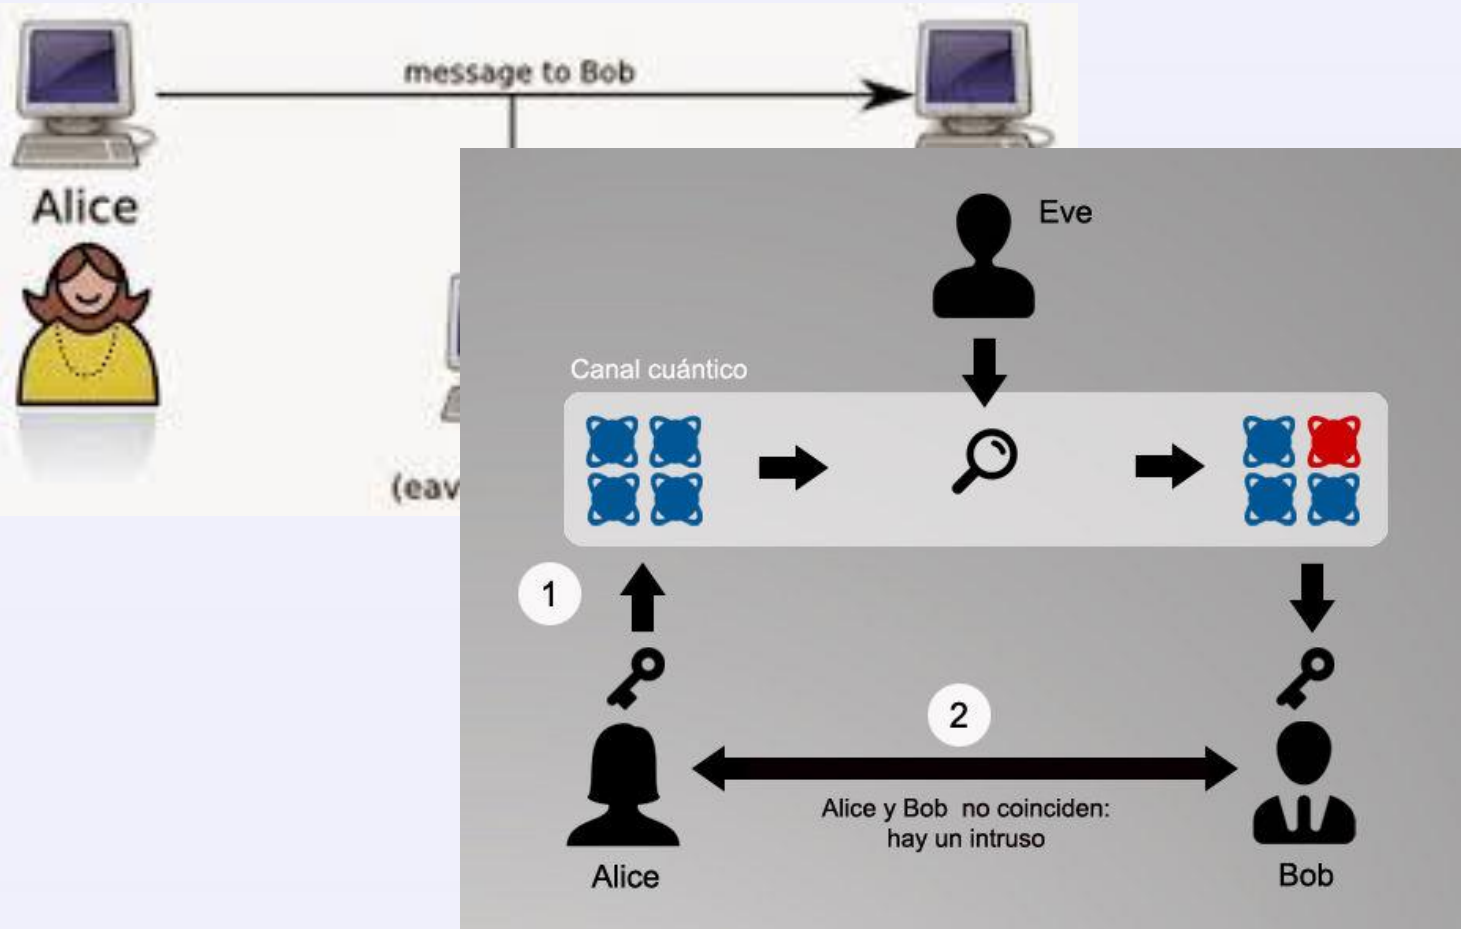 message to Bob
Alice
(eav
Eve
Canal cuántico
1
2
Alice y Bob no coinciden:
hay un intruso
Alice
Bob